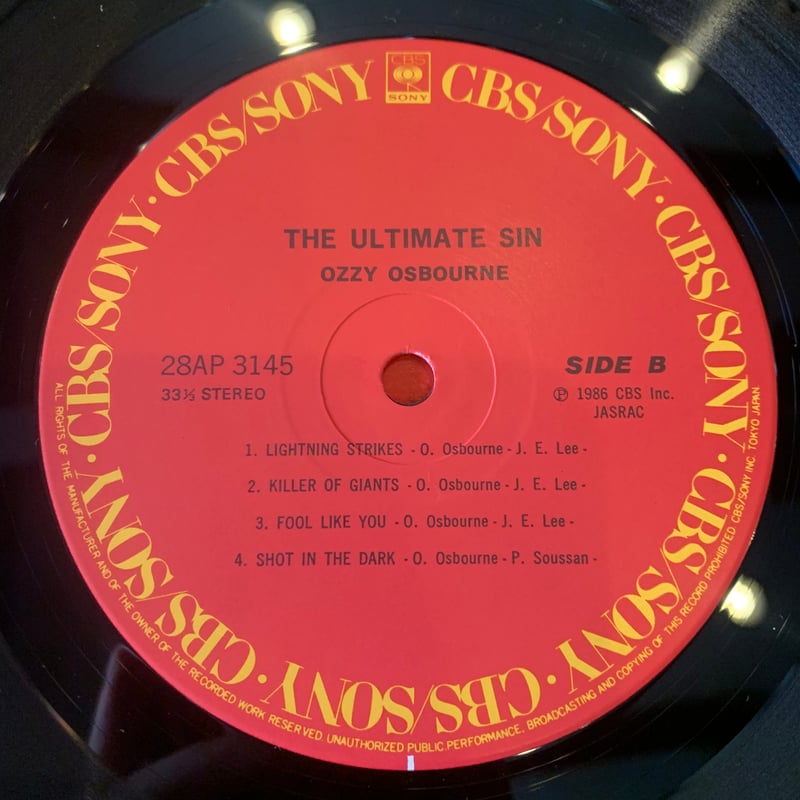 CBS
SONY
CBS/SONY · CBS/SONY · CBS/SONY · CBS/SONY · CBS/SONY · CBS/SONY · CBS/SONY · CBS/SONY
THE ULTIMATE SIN
OZZY OSBOURNE
28AP 3145
33⅓ STEREO
SIDE B
Ⓟ 1986 CBS Inc.
JASRAC
1. LIGHTNING STRIKES - O. Osbourne - J. E. Lee -
2. KILLER OF GIANTS - O. Osbourne - J. E. Lee -
3. FOOL LIKE YOU - O. Osbourne - J. E. Lee -
4. SHOT IN THE DARK - O. Osbourne - P. Soussan -
ALL RIGHTS OF THE MANUFACTURER AND OF THE OWNER OF THE RECORDED WORK RESERVED. UNAUTHORIZED PUBLIC PERFORMANCE. BROADCASTING AND COPYING OF THIS RECORD PROHIBITED CBS/SONY INC TOKYO JAPAN